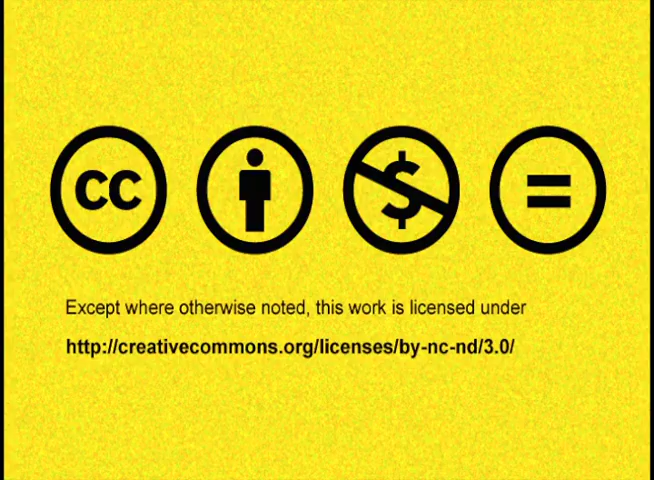 cc $ =
Except where otherwise noted, this work is licensed under
http://creativecommons.org/licenses/by-nc-nd/3.0/